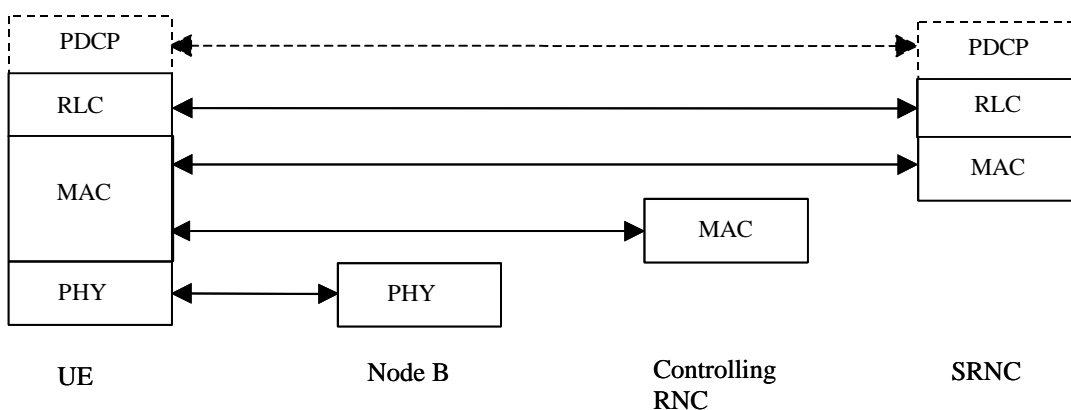 PDCP
PDCP
RLC
RLC
MAC
MAC
MAC
PHY
PHY
UE
Node B
Controlling
RNC
SRNC